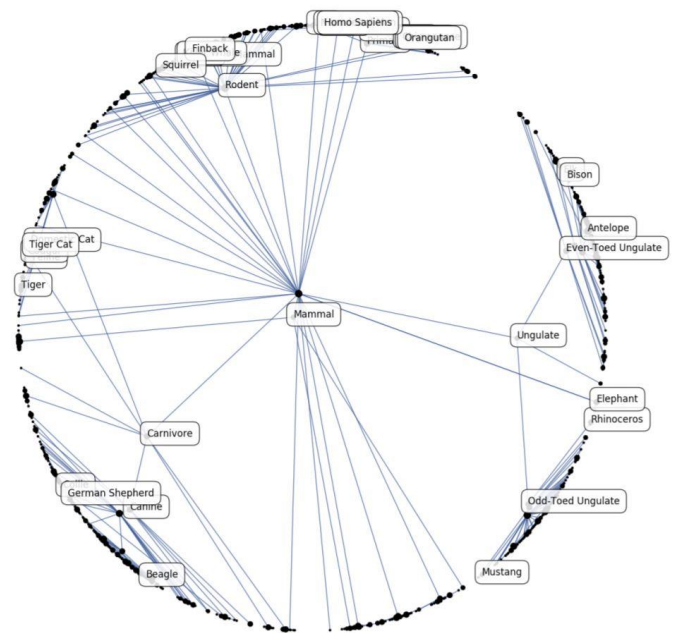 Homo Sapiens
Orangutan
Finback
Squirrel
Rodent
Bison
Antelope
Even-Toed Ungulate
Cat
Tiger Cat
Tiger
Mammal
Ungulate
Elephant
Rhinoceros
Carnivore
German Shepherd
Canine
Odd-Toed Ungulate
Beagle
Mustang